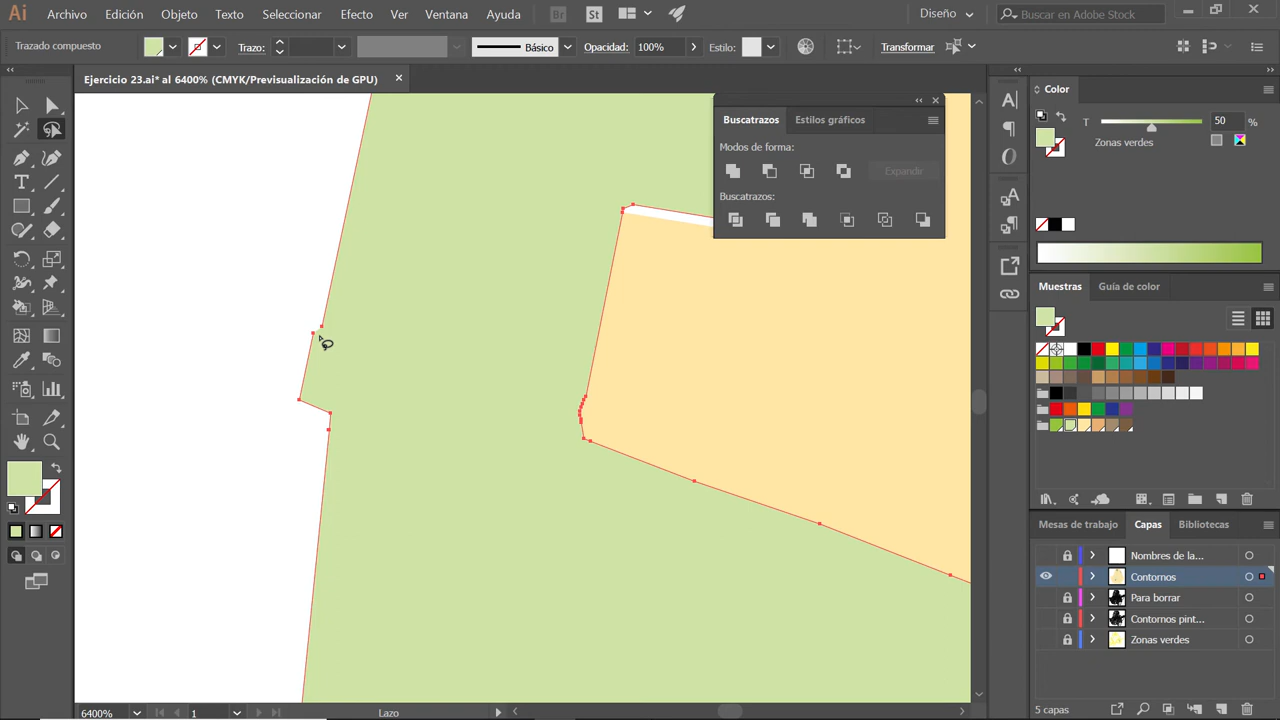 Ai Archivo Edición Objeto Texto Seleccionar Efecto Ver Ventana Ayuda Br St Diseño Buscar en Adobe Stock
Trazado compuesto Trazo: Básico Opacidad: 100% Estilo: Transformar
Ejercicio 23.ai* al 6400% (CMYK/Previsualización de GPU)
Buscatrazos Estilos gráficos
Modos de forma:
Expandir
Buscatrazos:
Color
T 50 %
Zonas verdes
Muestras Guía de color
Mesas de trabajo Capas Bibliotecas
Nombres de la...
Contornos
Para borrar
Contornos pint...
Zonas verdes
6400% 1 Lazo 5 capas